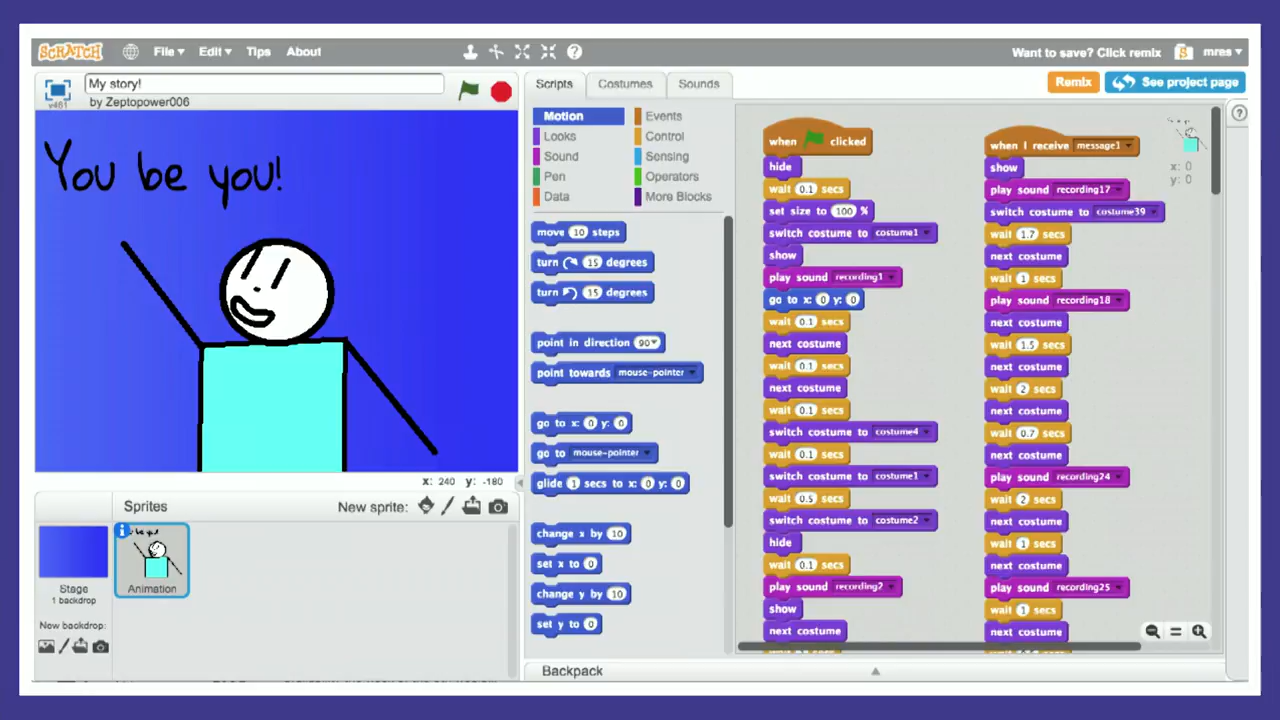 SCRATCH
File
Edit
Tips
About
Want to save? Click remix
mres
v461
My story!
by Zeptopower006
Scripts
Costumes
Sounds
Remix
See project page
You be you!
Motion
Events
Looks
Control
Sound
Sensing
Pen
Operators
Data
More Blocks
move 10 steps
turn 15 degrees
turn 15 degrees
point in direction 90
point towards mouse-pointer
go to x: 0 y: 0
go to mouse-pointer
glide 1 secs to x: 0 y: 0
change x by 10
set x to 0
change y by 10
set y to 0
when clicked
hide
wait 0.1 secs
set size to 100 %
switch costume to costume1
show
play sound recording1
go to x: 0 y: 0
wait 0.1 secs
next costume
wait 0.1 secs
next costume
wait 0.1 secs
switch costume to costume4
wait 0.1 secs
switch costume to costume1
wait 0.5 secs
switch costume to costume2
hide
wait 0.1 secs
play sound recording2
show
next costume
when I receive message1
show
play sound recording17
switch costume to costume39
wait 1.7 secs
next costume
wait 1 secs
play sound recording18
next costume
wait 1.5 secs
next costume
wait 2 secs
next costume
wait 0.7 secs
next costume
play sound recording24
wait 2 secs
next costume
wait 1 secs
next costume
play sound recording25
wait 1 secs
next costume
x: 0
y: 0
x: 240 y: -180
Sprites
New sprite:
Stage
1 backdrop
New backdrop:
Animation
Backpack